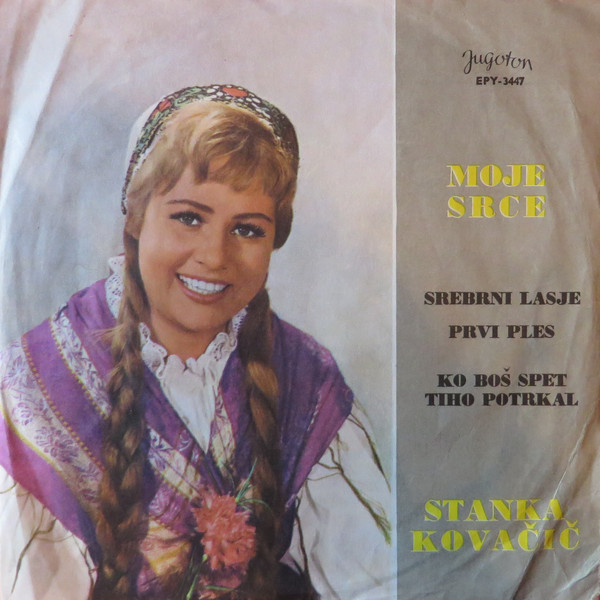 Jugoton
EPY-3447
MOJE
SRCE
SREBRNI LASJE
PRVI PLES
KO BOŠ SPET
TIHO POTRKAL
STANKA
KOVAČIČ